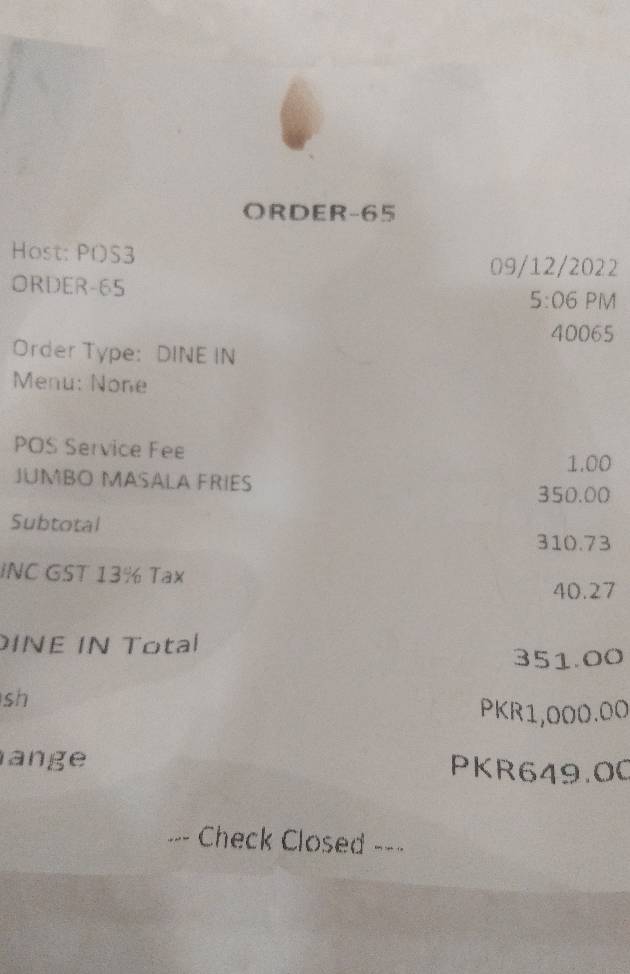 ORDER-65
Host: POS3 09/12/2022
ORDER-65 5:06 PM
40065
Order Type: DINE IN
Menu: None
POS Service Fee 1.00
JUMBO MASALA FRIES 350.00
Subtotal 310.73
INC GST 13% Tax 40.27
DINE IN Total 351.00
sh PKR1,000.00
ange PKR649.00
--- Check Closed ---